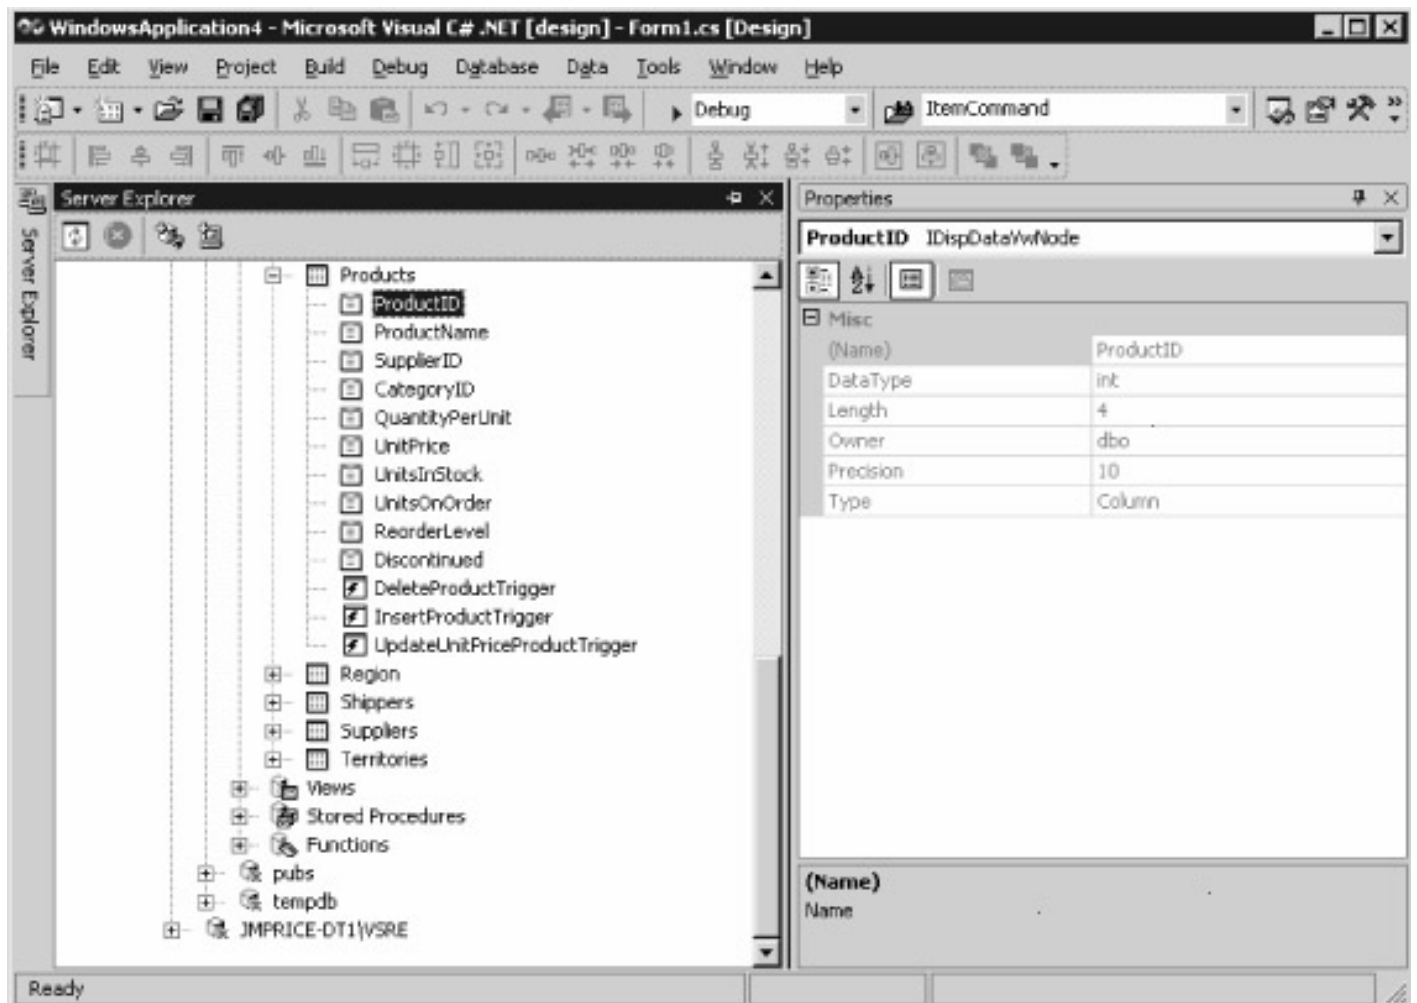 WindowsApplication4 - Microsoft Visual C# .NET [design] - Form1.cs [Design]
File Edit View Project Build Debug Database Data Tools Window Help
Debug ItemCommand
Server Explorer
Server Explorer
Products
ProductID
ProductName
SupplierID
CategoryID
QuantityPerUnit
UnitPrice
UnitsInStock
UnitsOnOrder
ReorderLevel
Discontinued
DeleteProductTrigger
InsertProductTrigger
UpdateUnitPriceProductTrigger
Region
Shippers
Suppliers
Territories
Views
Stored Procedures
Functions
pubs
tempdb
JMPRICE-DT1\VSRE
Properties
ProductID IDispDataVwNode
Misc
(Name) ProductID
DataType int
Length 4
Owner dbo
Precision 10
Type Column
(Name)
Name
Ready